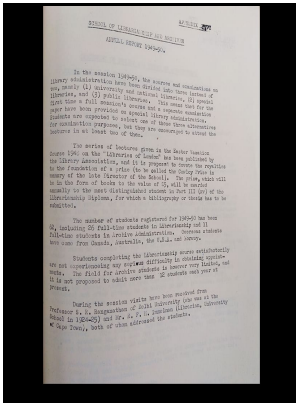 APPENDIX
SCHOOL OF LIBRARIANSHIP AND ARCHIVES
ANNUAL REPORT 1949-50.
In the session 1949-50, the courses and examinations on
library administration have been divided into three instead of
two, namely (1) university and national libraries, (2) special
libraries, and (3) public libraries. This means that for the
first time a full session's course and a separate examination
paper have been provided on special library administration.
Students are expected to select one of these three alternatives
for examination purposes, but they are encouraged to attend the
lectures in at least two of them.
The series of lectures given in the Easter Vacation
Course 1948 on the "Libraries of London" has been published by
the Library Association, and it is proposed to devote the royalties
to the foundation of a prize (to be called the Cowley Prize in
memory of the late Director of the School). The prize, which will
be in the form of books to the value of £5, will be awarded
annually to the most distinguished student in Part III (or) of the
Librarianship Diploma, for which a bibliography or thesis has to be
submitted.
The number of students registered for 1949-50 has been
including 26 full-time students in Librarianship and 11
full-time students in Archive Administration. Overseas students
have come from Canada, Australia, the U.S.A. and Norway.
Students completing the Librarianship course satisfactorily
are not experiencing any serious difficulty in obtaining appoint-
ments. The field for Archive students is however very limited, and
it is not proposed to admit more than 12 students each year at
present.
During the session visits have been received from
Professor S. R. Ranganathan of Delhi University (who was at the
School in 1924-25) and Mr. (Librarian, University
of Cape Town), both of whom addressed the students.